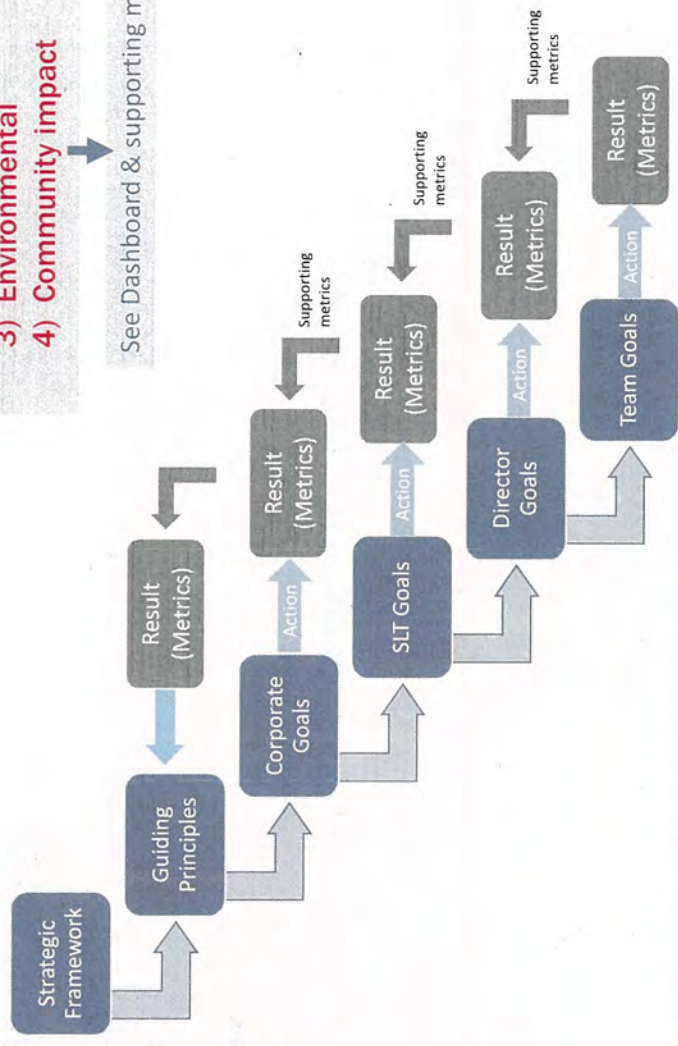 3) Environmental
4) Community impact
See Dashboard & supporting m
Strategic
Framework
Guiding
Principles
Result
(Metrics)
Corporate
Goals
Action
Result
(Metrics)
Supporting
metrics
SLT Goals
Action
Result
(Metrics)
Supporting
metrics
Director
Goals
Action
Result
(Metrics)
Supporting
metrics
Team Goals
Action
Result
(Metrics)